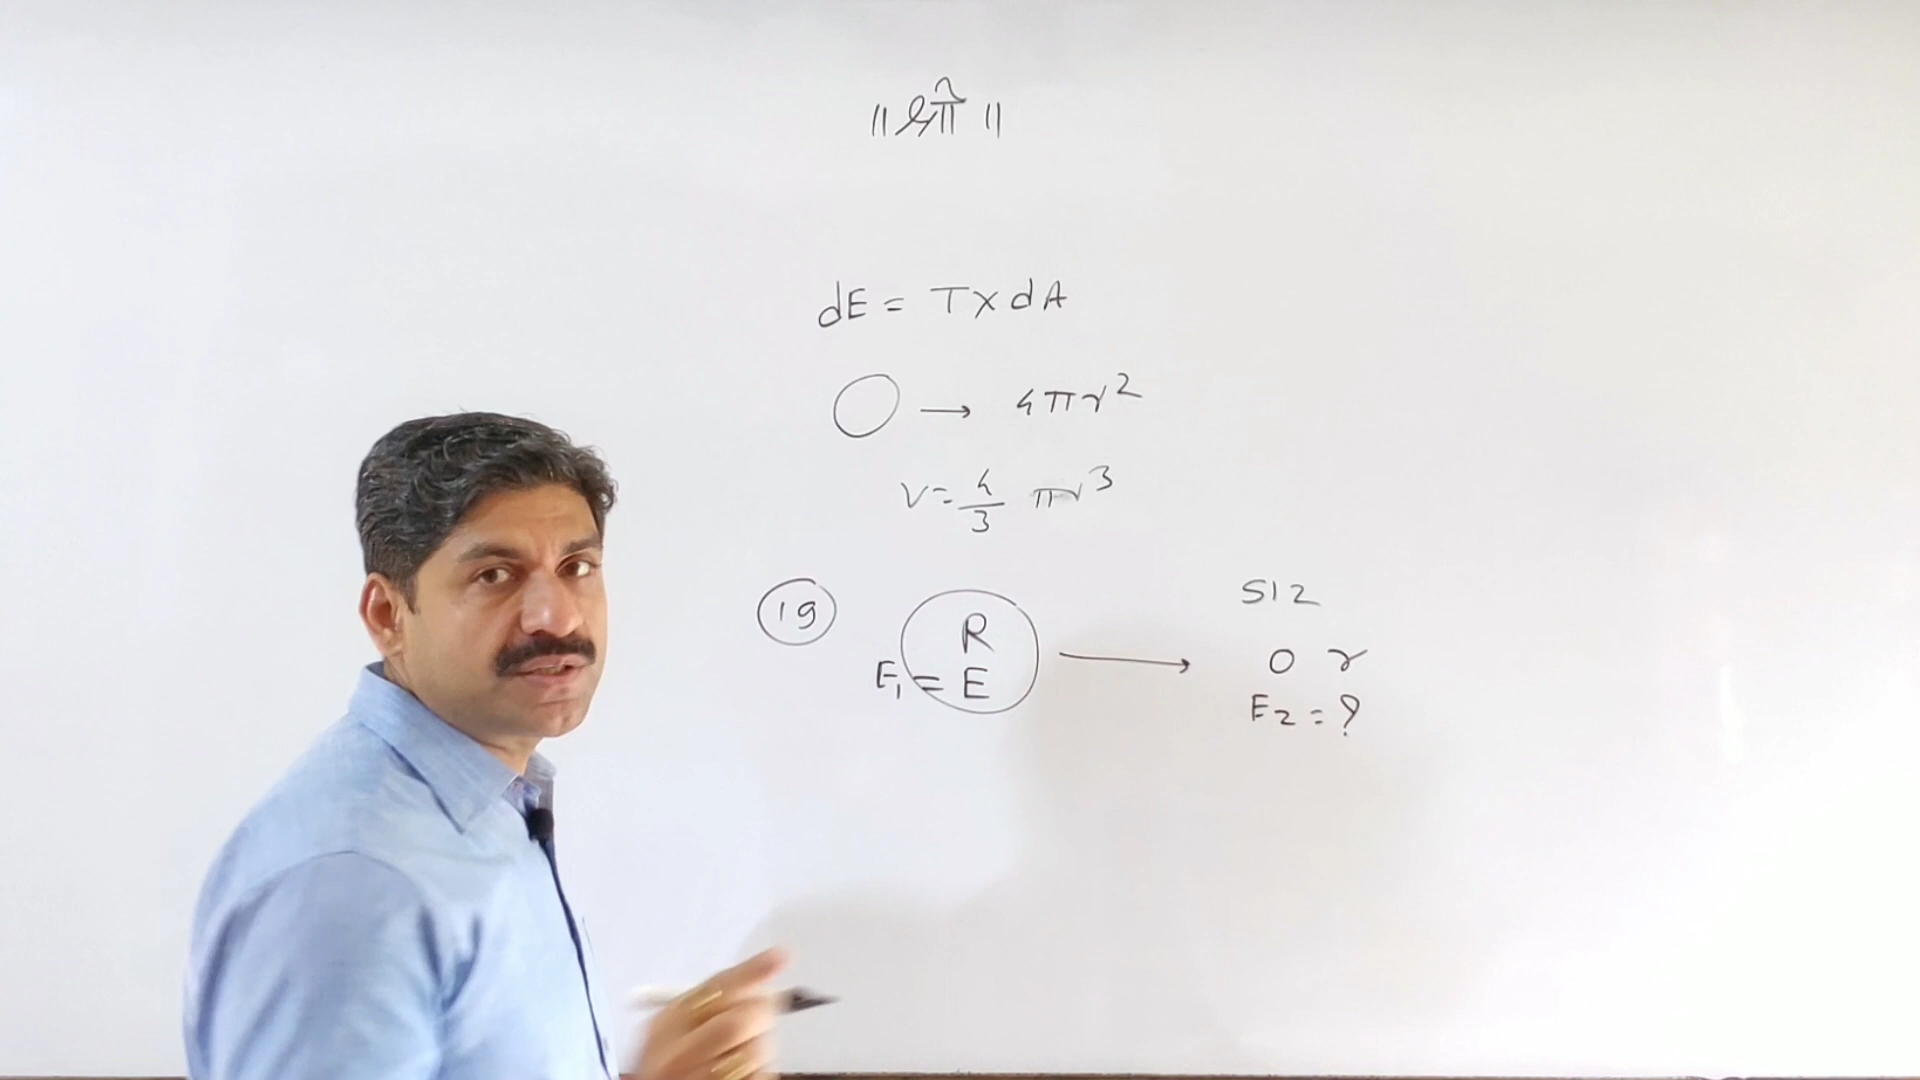 ॥ श्री ॥
dE = T x dA
→ 4πr²
V = 4/3 πr³
19
R
E₁ = E
→
512
r
E₂ = ?